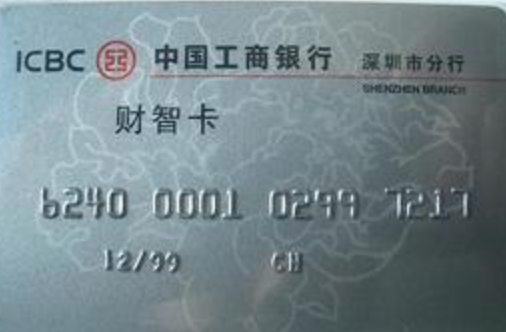 ICBC 中国工商银行 深圳市分行
SHENZHEN BRANCH
财智卡
6240 0001 0299 7217
12/99 CH